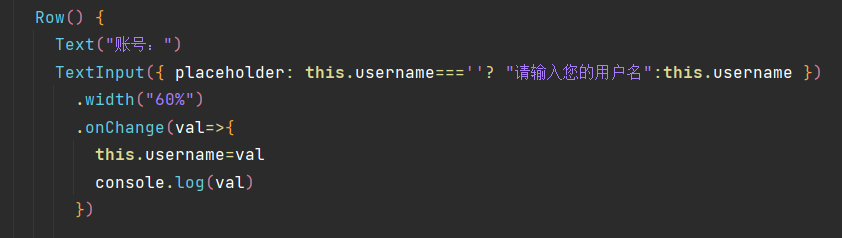 Row() {
Text("账号：")
TextInput({ placeholder: this.username===''? "请输入您的用户名":this.username })
.width("60%")
.onChange(val=>{
this.username=val
console.log(val)
})